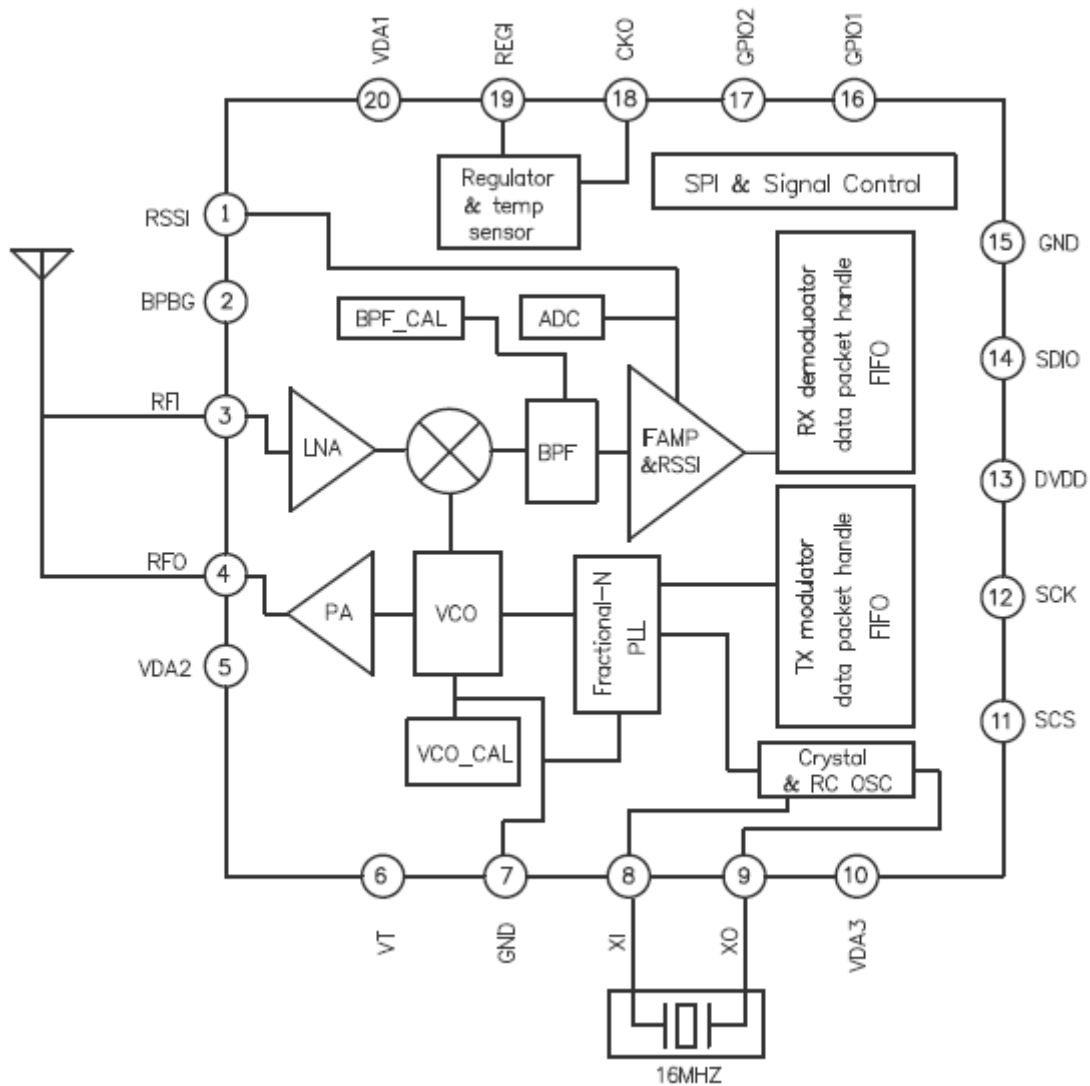 VDA1
REGI
CKO
GPIO2
GPIO1
20
19
18
17
16
Regulator
& temp
sensor
SPI & Signal Control
RSSI
1
15
GND
BPBG
2
BPF_CAL
ADC
RX demoduoator
data packet handle
FIFO
14
SDIO
RFI
3
LNA
BPF
IFAMP
&RSSI
13
DVDD
RFO
4
PA
VCO
Fractional-N
PLL
TX modulator
data packet handle
FIFO
12
SCK
VDA2
5
VCO_CAL
Crystal
& RC OSC
11
SCS
6
7
8
9
10
VT
GND
XI
XO
VDA3
16MHZ